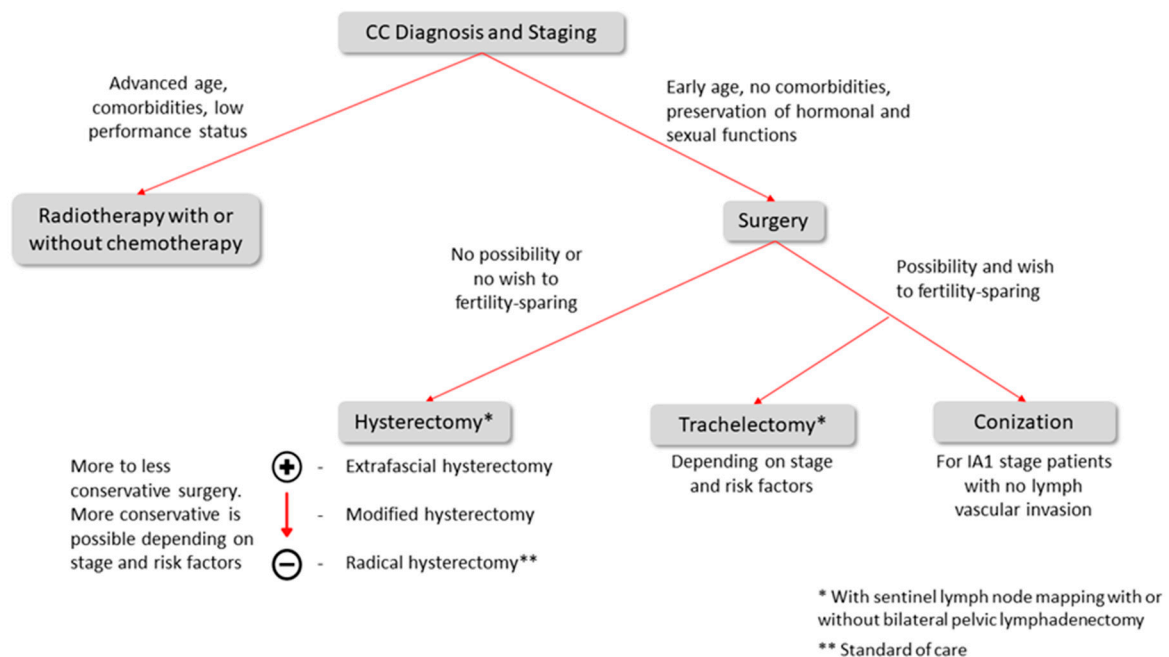 CC Diagnosis and Staging
Advanced age,
comorbidities, low
performance status
Early age, no comorbidities,
preservation of hormonal and
sexual functions
Radiotherapy with or
without chemotherapy
Surgery
No possibility or
no wish to
fertility-sparing
Possibility and wish
to fertility-sparing
Hysterectomy*
Trachelectomy*
Conization
More to less
conservative surgery.
More conservative is
possible depending on
stage and risk factors
+
-
- Extrafascial hysterectomy
- Modified hysterectomy
- Radical hysterectomy**
Depending on stage
and risk factors
For IA1 stage patients
with no lymph
vascular invasion
* With sentinel lymph node mapping with or
without bilateral pelvic lymphadenectomy
** Standard of care